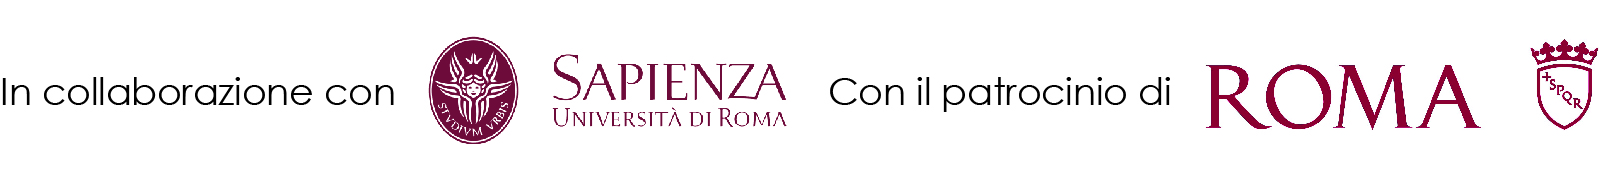 In collaborazione con
STVDIVM VRBIS
SAPIENZA
UNIVERSITÀ DI ROMA
Con il patrocinio di
ROMA
SPQR